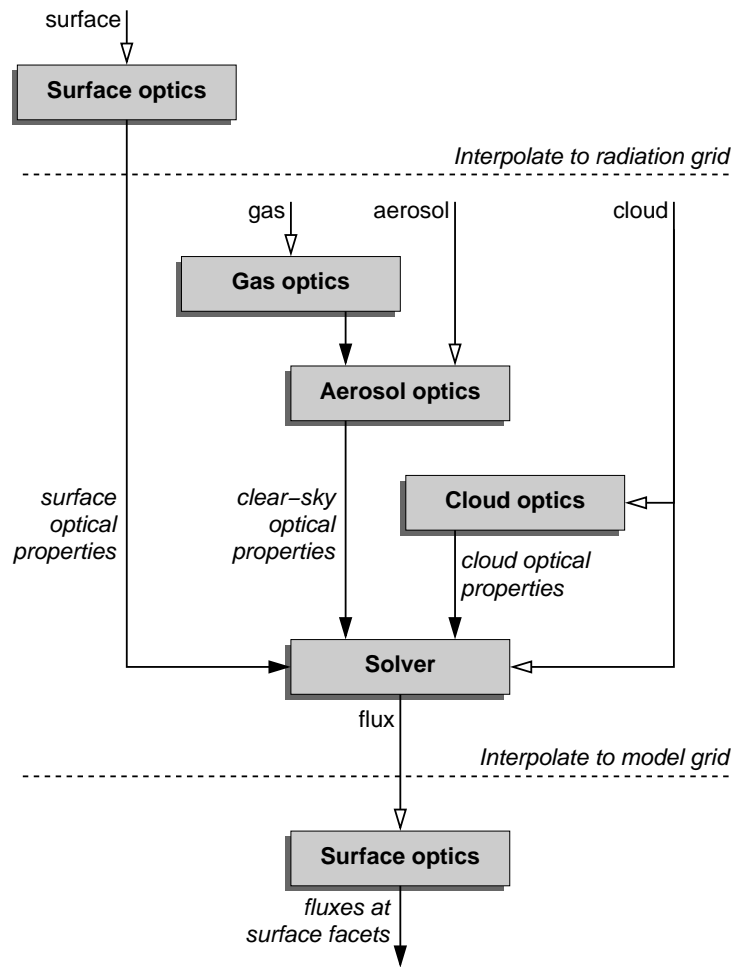 surface
Surface optics
Interpolate to radiation grid
gas
aerosol
cloud
Gas optics
Aerosol optics
surface
optical
properties
clear−sky
optical
properties
Cloud optics
cloud optical
properties
Solver
flux
Interpolate to model grid
Surface optics
fluxes at
surface facets